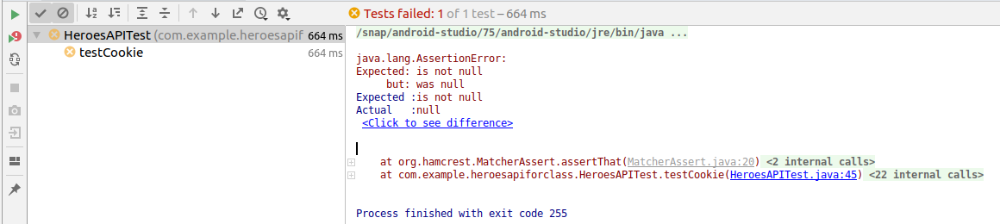 Tests failed: 1 of 1 test – 664 ms
HeroesAPITest (com.example.heroesapif 664 ms
testCookie 664 ms
/snap/android-studio/75/android-studio/jre/bin/java ...
java.lang.AssertionError:
Expected: is not null
but: was null
Expected :is not null
Actual :null
<Click to see difference>
at org.hamcrest.MatcherAssert.assertThat(MatcherAssert.java:20) <2 internal calls>
at com.example.heroesapiforclass.HeroesAPITest.testCookie(HeroesAPITest.java:45) <22 internal calls>
Process finished with exit code 255